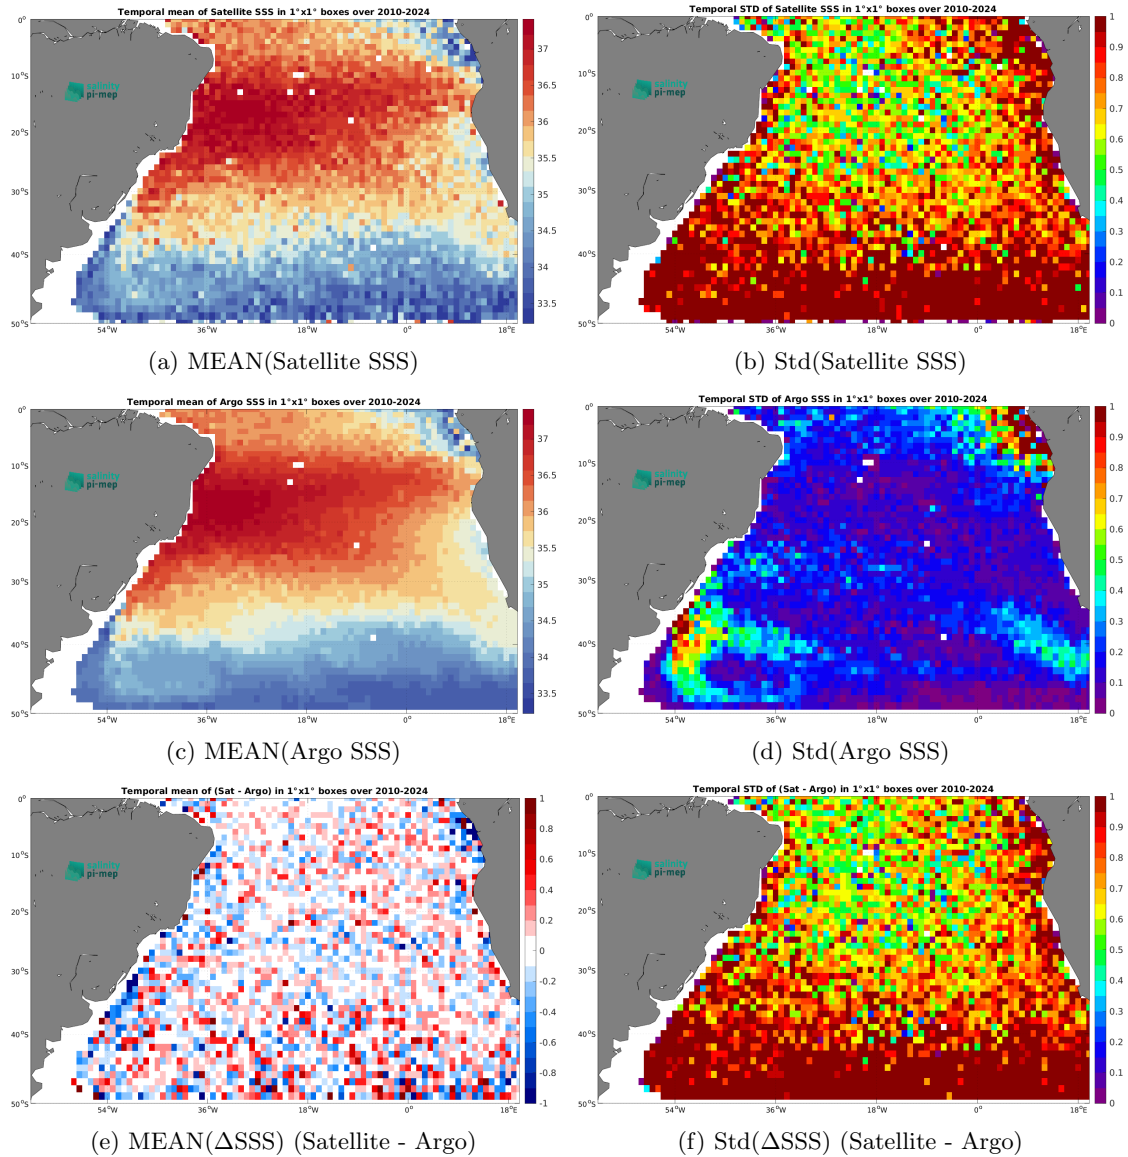 Temporal mean of Satellite SSS in 1°x1° boxes over 2010-2024
0°
10°S
20°S
30°S
40°S
50°S
54°W
36°W
18°W
0°
18°E
salinity
pi-mep
37
36.5
36
35.5
35
34.5
34
33.5
(a) MEAN(Satellite SSS)
Temporal STD of Satellite SSS in 1°x1° boxes over 2010-2024
0°
10°S
20°S
30°S
40°S
50°S
54°W
36°W
18°W
0°
18°E
salinity
pi-mep
1
0.9
0.8
0.7
0.6
0.5
0.4
0.3
0.2
0.1
0
(b) Std(Satellite SSS)
Temporal mean of Argo SSS in 1°x1° boxes over 2010-2024
0°
10°S
20°S
30°S
40°S
50°S
54°W
36°W
18°W
0°
18°E
salinity
pi-mep
37
36.5
36
35.5
35
34.5
34
33.5
(c) MEAN(Argo SSS)
Temporal STD of Argo SSS in 1°x1° boxes over 2010-2024
0°
10°S
20°S
30°S
40°S
50°S
54°W
36°W
18°W
0°
18°E
salinity
pi-mep
1
0.9
0.8
0.7
0.6
0.5
0.4
0.3
0.2
0.1
0
(d) Std(Argo SSS)
Temporal mean of (Sat - Argo) in 1°x1° boxes over 2010-2024
0°
10°S
20°S
30°S
40°S
50°S
54°W
36°W
18°W
0°
18°E
salinity
pi-mep
1
0.8
0.6
0.4
0.2
0
-0.2
-0.4
-0.6
-0.8
-1
(e) MEAN(ΔSSS) (Satellite - Argo)
Temporal STD of (Sat - Argo) in 1°x1° boxes over 2010-2024
0°
10°S
20°S
30°S
40°S
50°S
54°W
36°W
18°W
0°
18°E
salinity
pi-mep
1
0.9
0.8
0.7
0.6
0.5
0.4
0.3
0.2
0.1
0
(f) Std(ΔSSS) (Satellite - Argo)